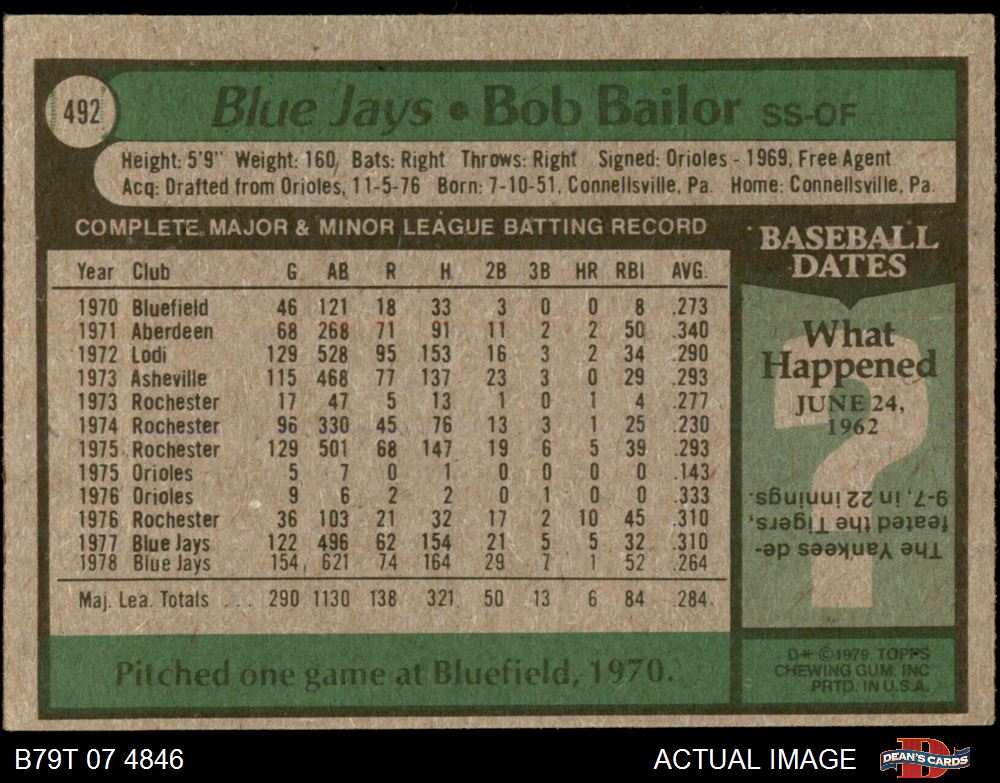 492
Blue Jays • Bob Bailor SS-OF
Height: 5'9" Weight: 160, Bats: Right Throws: Right Signed: Orioles - 1969, Free Agent
Acq: Drafted from Orioles, 11-5-76 Born: 7-10-51, Connellsville, Pa. Home: Connellsville, Pa.
COMPLETE MAJOR & MINOR LEAGUE BATTING RECORD
Year Club G AB R H 2B 3B HR RBI AVG.
1970 Bluefield 46 121 18 33 3 0 0 8 .273
1971 Aberdeen 68 268 71 91 11 2 2 50 .340
1972 Lodi 129 528 95 153 16 3 2 34 .290
1973 Asheville 115 468 77 137 23 3 0 29 .293
1973 Rochester 17 47 5 13 1 0 1 4 .277
1974 Rochester 96 330 45 76 13 3 1 25 .230
1975 Rochester 129 501 68 147 19 6 5 39 .293
1975 Orioles 5 7 0 1 0 0 0 0 .143
1976 Orioles 9 6 2 2 0 1 0 0 .333
1976 Rochester 36 103 21 32 17 2 10 45 .310
1977 Blue Jays 122 496 62 154 21 5 5 32 .310
1978 Blue Jays 154 621 74 164 29 7 1 52 .264
Maj. Lea. Totals . . . 290 1130 138 321 50 13 6 84 .284
BASEBALL
DATES
What
Happened
JUNE 24,
1962
?
The Yankees de-
feated the Tigers,
9-7, in 22 innings.
Pitched one game at Bluefield, 1970.
D* ©1979, TOPPS
CHEWING GUM, INC
PRTD. IN U.S.A.
B79T 07 4846
ACTUAL IMAGE
D
DEAN'S CARDS